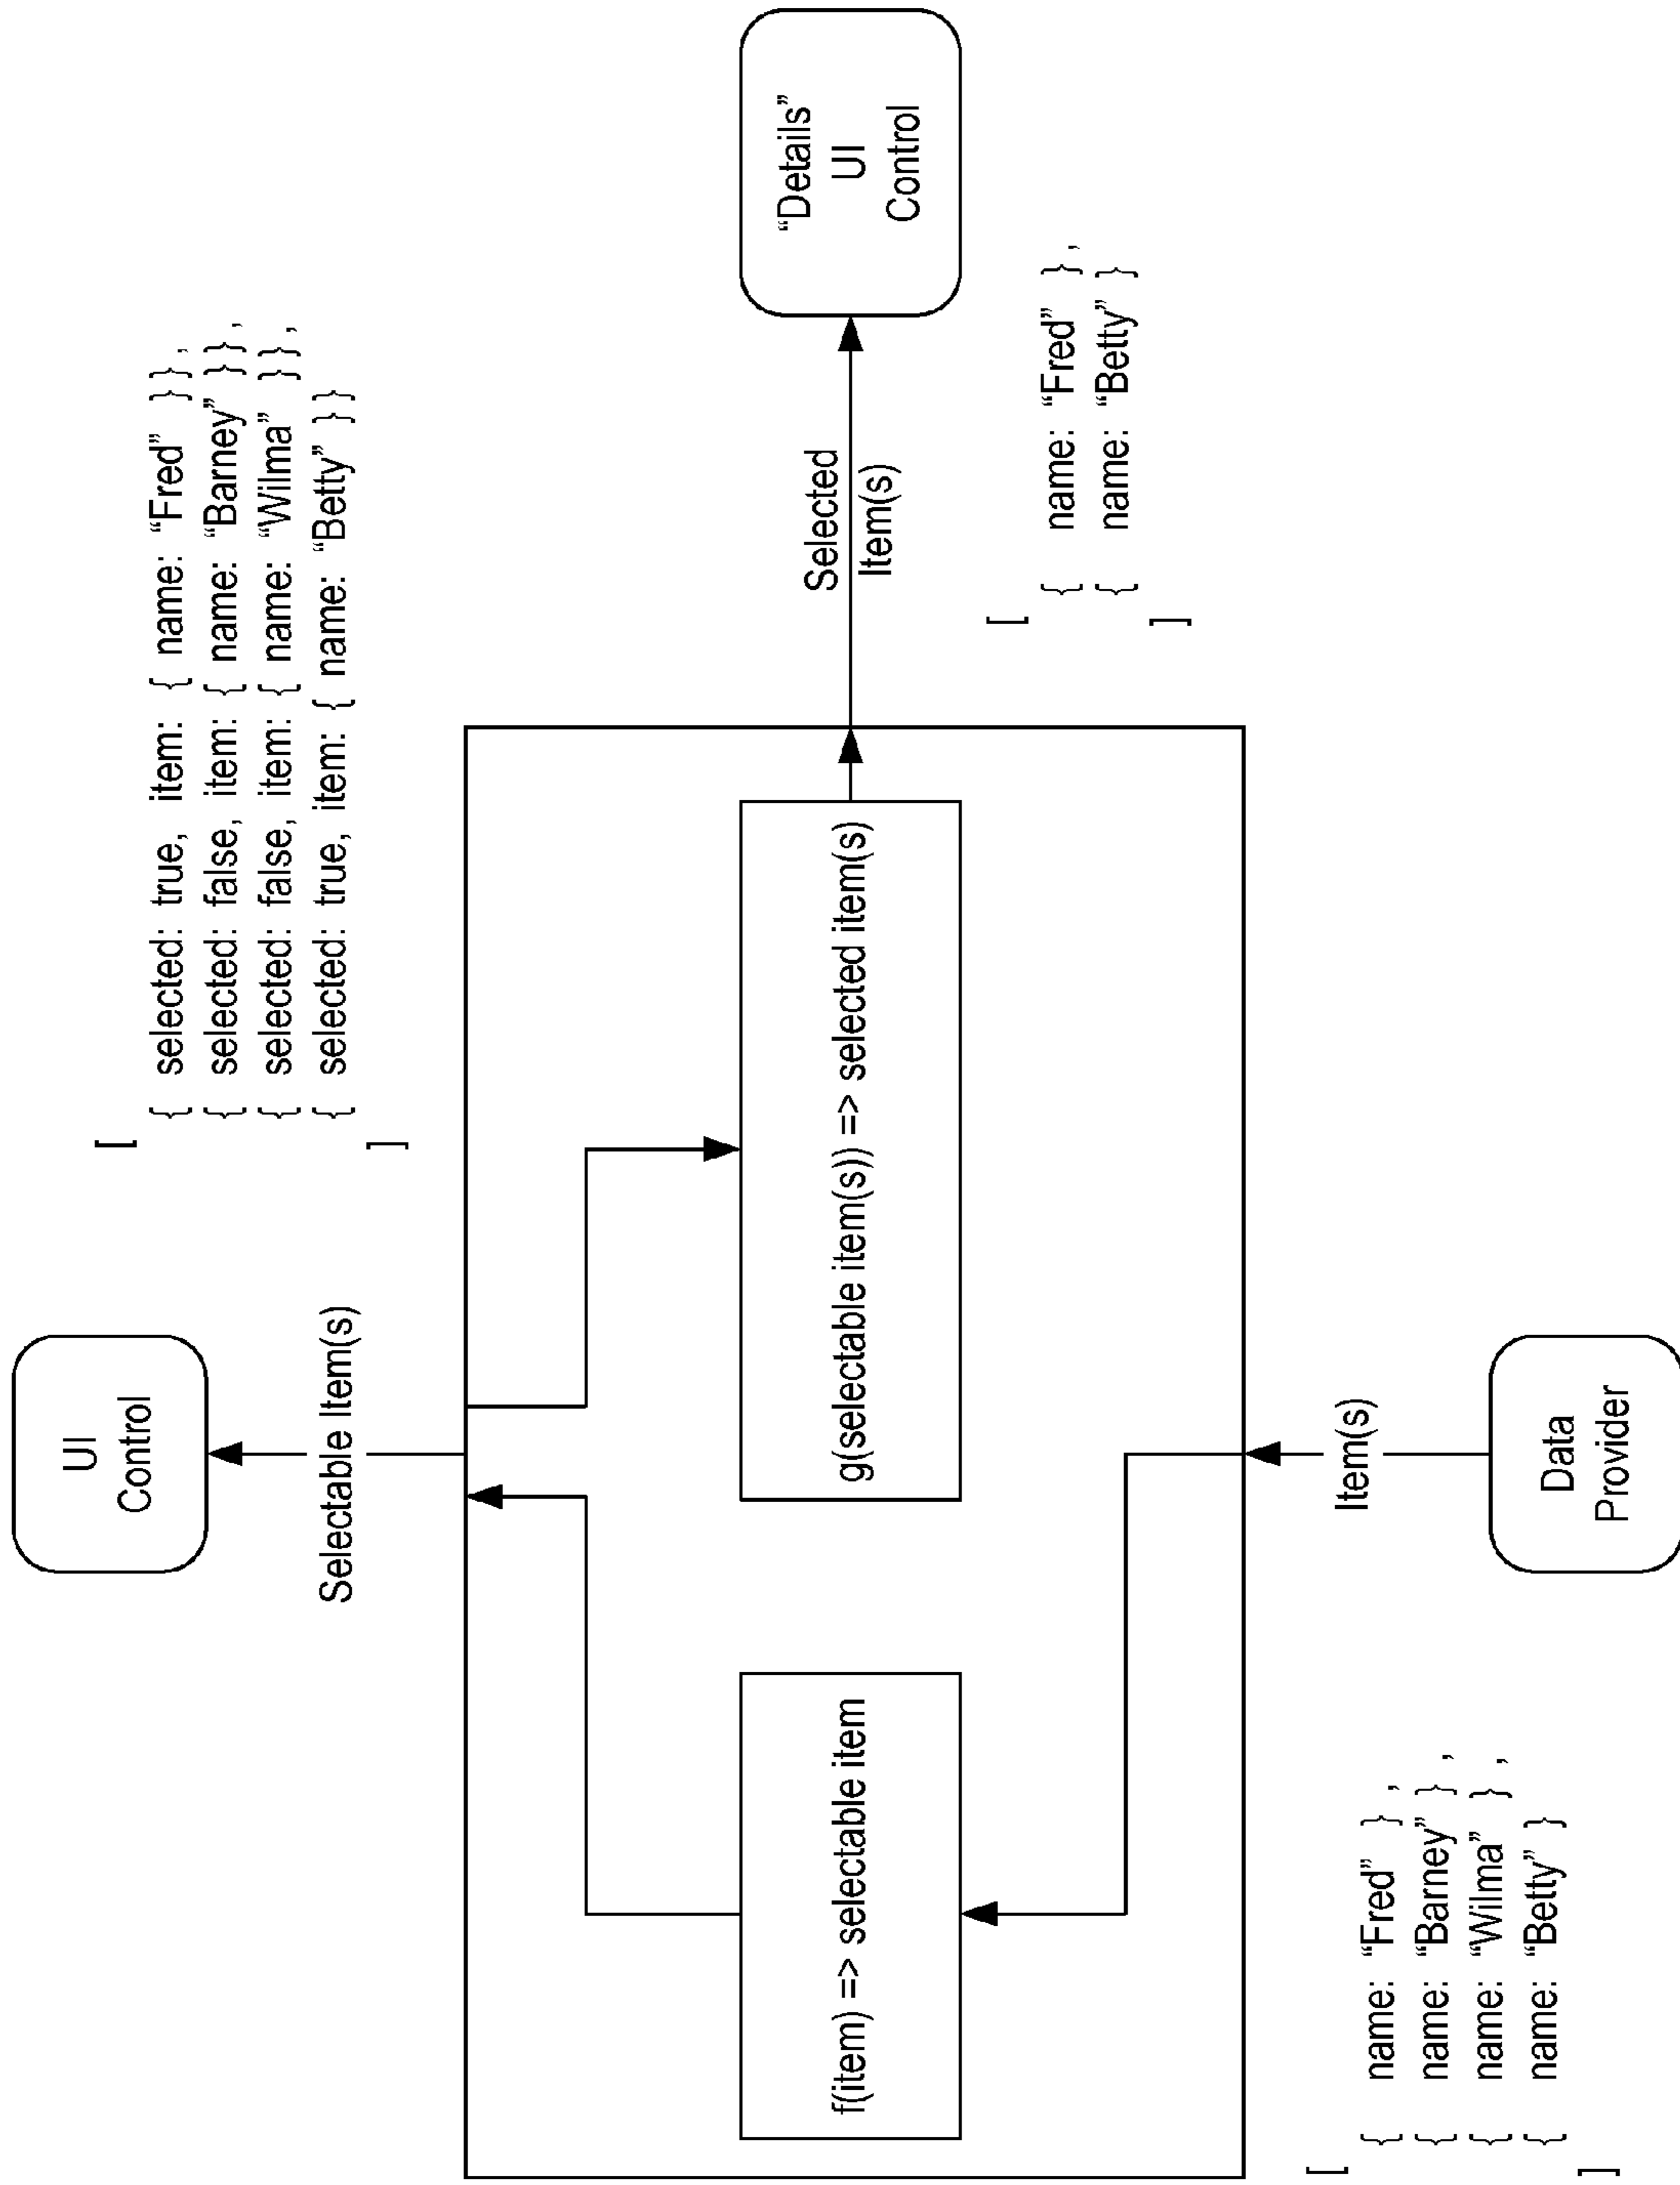 UI
Control
Selectable Item(s)
[
{ selected: true, item: { name: “Fred” } },
{ selected: false, item: { name: “Barney” } },
{ selected: false, item: { name: “Wilma” } },
{ selected: true, item: { name: “Betty” } }
]
f(item) => selectable item
g(selectable item(s)) => selected item(s)
Selected
Item(s)
“Details”
UI
Control
[
{ name: “Fred” },
{ name: “Betty” }
]
[
{ name: “Fred” } ,
{ name: “Barney” } ,
{ name: “Wilma” } ,
{ name: “Betty” }
]
Item(s)
Data
Provider